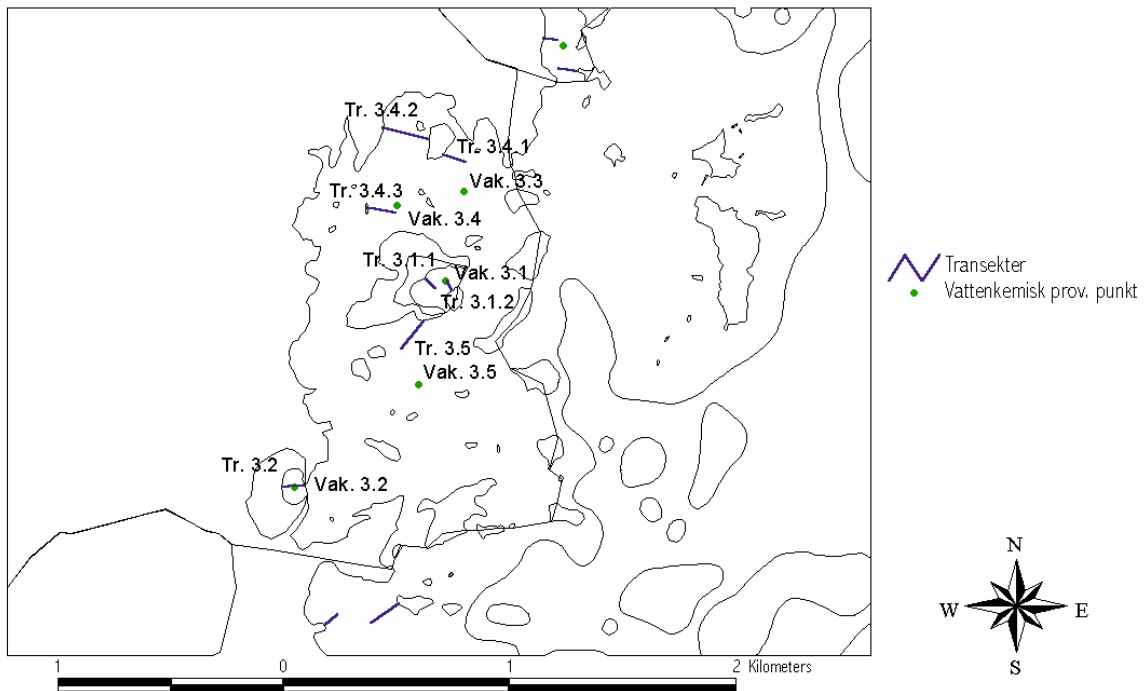 Tr. 3.4.2
Tr. 3.4.1
Vak. 3.3
Tr. 3.4.3
Vak. 3.4
Tr. 3.1.1
Vak. 3.1
Tr. 3.1.2
Tr. 3.5
Vak. 3.5
Tr. 3.2
Vak. 3.2
Transekter
Vattenkemisk prov. punkt
N
W
E
S
1 0 1 2 Kilometers